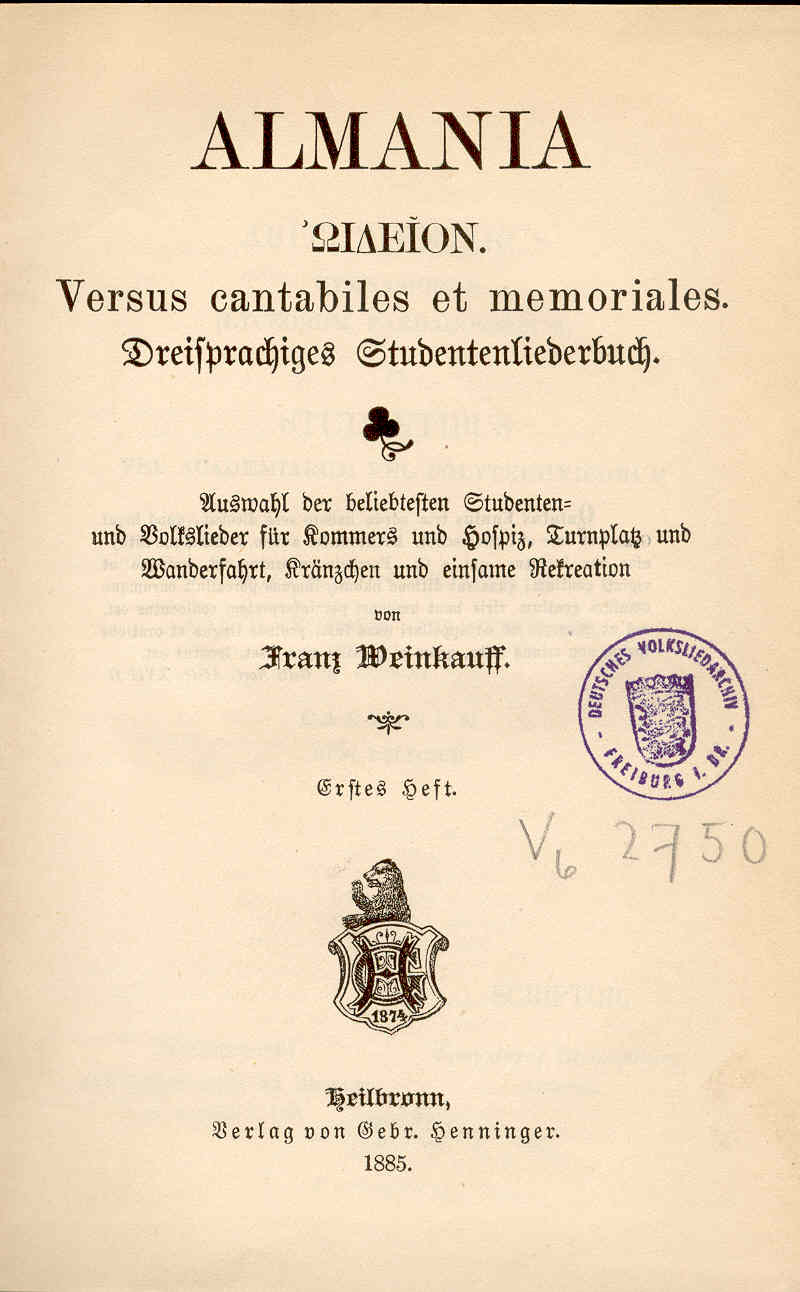 ALMANIA
ὨΙΔΕῐΟΝ.
Versus cantabiles et memoriales.
Dreisprachiges Studentenliederbuch.
Auswahl der beliebtesten Studenten=
und Volkslieder für Kommers und Hospiz, Turnplatz und
Wanderfahrt, Kränzchen und einsame Rekreation
von
Franz Weinkauff.
DEUTSCHES VOLKSLIEDARCHIV
- FREIBURG I. BR. -
Erstes Heft.
V6 2750
1874
Heilbronn,
Verlag von Gebr. Henninger.
1885.